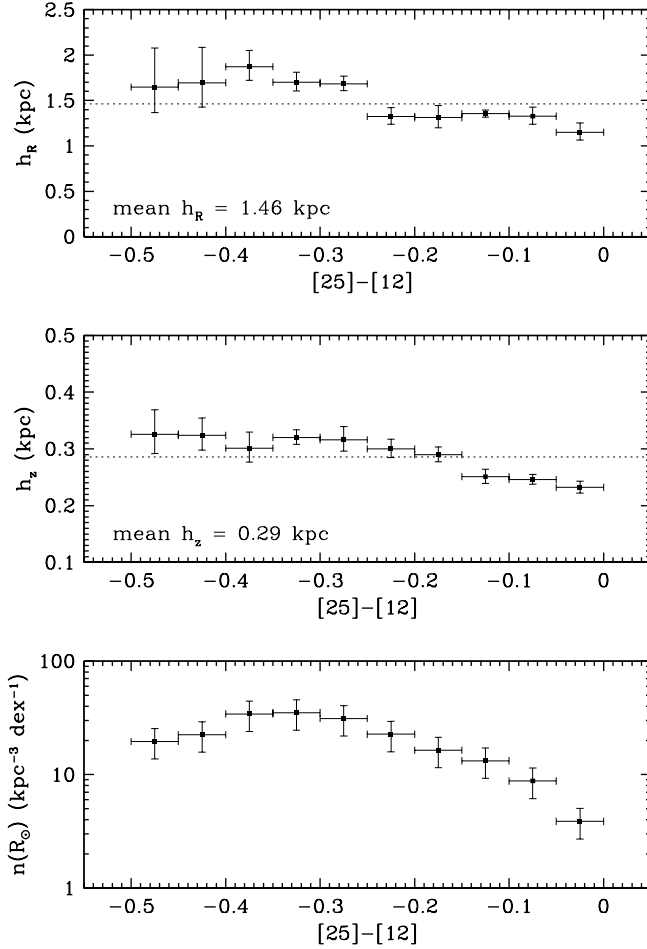 2.5
2
1.5
1
0.5
0
h_R (kpc)
mean h_R = 1.46 kpc
−0.5 −0.4 −0.3 −0.2 −0.1 0
[25]−[12]
0.5
0.4
0.3
0.2
0.1
h_z (kpc)
mean h_z = 0.29 kpc
−0.5 −0.4 −0.3 −0.2 −0.1 0
[25]−[12]
100
10
1
n(R_⊙) (kpc⁻³ dex⁻¹)
−0.5 −0.4 −0.3 −0.2 −0.1 0
[25]−[12]